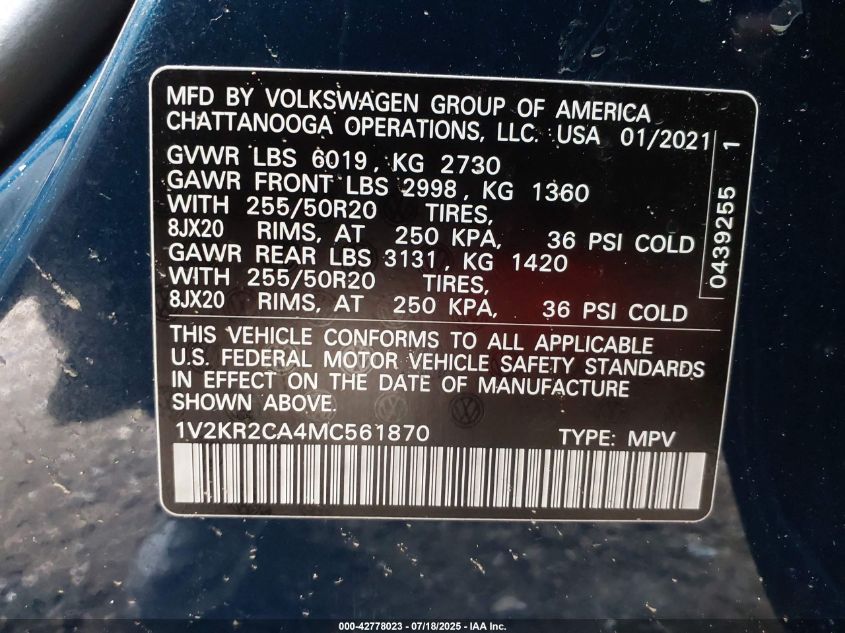 MFD BY VOLKSWAGEN GROUP OF AMERICA
CHATTANOOGA OPERATIONS, LLC. USA 01/2021
GVWR LBS 6019, KG 2730
GAWR FRONT LBS 2998, KG 1360
WITH 255/50R20 TIRES,
8JX20 RIMS, AT 250 KPA, 36 PSI COLD
GAWR REAR LBS 3131, KG 1420
WITH 255/50R20 TIRES,
8JX20 RIMS, AT 250 KPA, 36 PSI COLD
0439255 1
THIS VEHICLE CONFORMS TO ALL APPLICABLE
U.S. FEDERAL MOTOR VEHICLE SAFETY STANDARDS
IN EFFECT ON THE DATE OF MANUFACTURE
SHOWN ABOVE.
1V2KR2CA4MC561870 TYPE: MPV
000-42778023 — 07/18/2025 — IAA Inc.